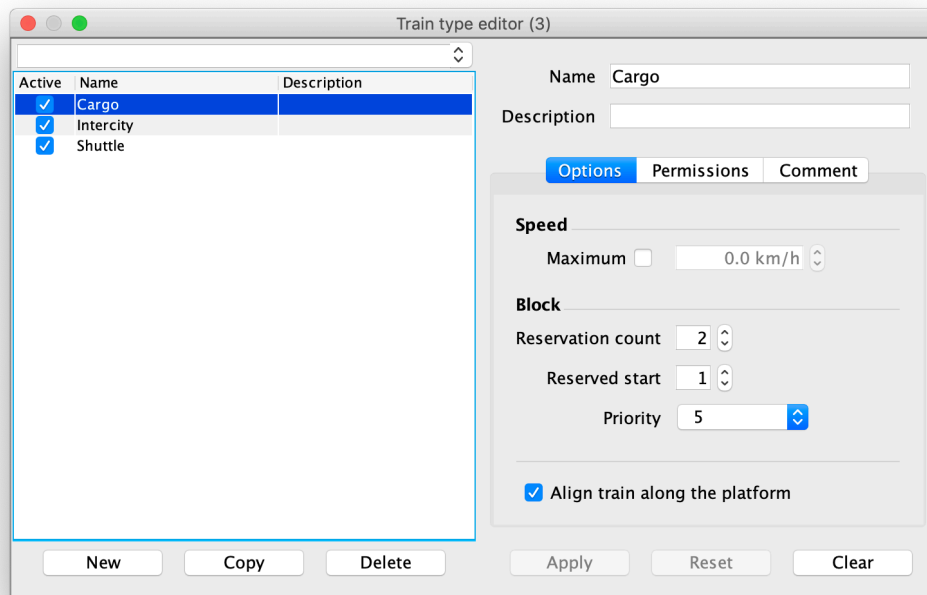 Train type editor (3)
Active Name Description
Cargo
Intercity
Shuttle
Name Cargo
Description
Options Permissions Comment
Speed
Maximum 0.0 km/h
Block
Reservation count 2
Reserved start 1
Priority 5
Align train along the platform
New Copy Delete Apply Reset Clear